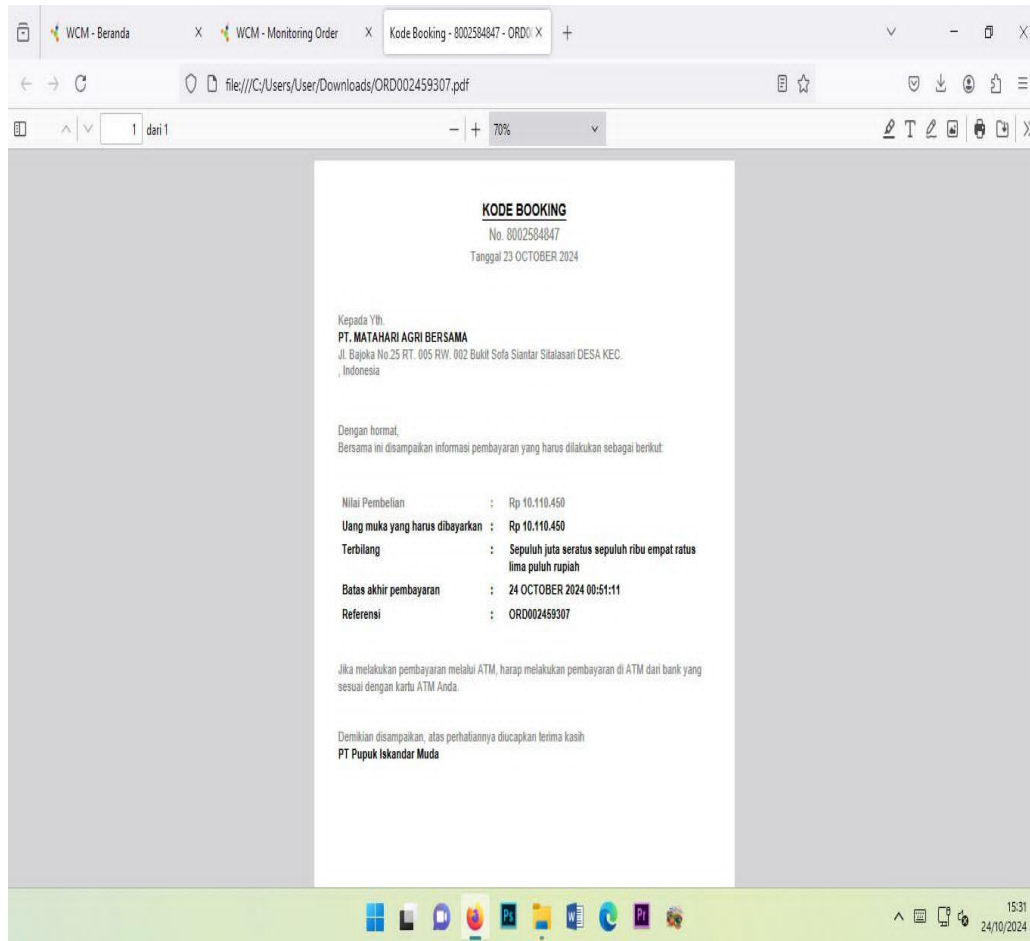 WCM - Beranda
WCM - Monitoring Order
Kode Booking - 8002584847 - ORD0
file:///C:/Users/User/Downloads/ORD002459307.pdf
1 dari 1
70%
KODE BOOKING
No. 8002584847
Tanggal 23 OCTOBER 2024
Kepada Yth.
PT. MATAHARI AGRI BERSAMA
Jl. Bajoka No.25 RT. 005 RW. 002 Bukit Sofa Siantar Sitalasari DESA KEC.
, Indonesia
Dengan hormat,
Bersama ini disampaikan informasi pembayaran yang harus dilakukan sebagai berikut:
Nilai Pembelian : Rp 10.110.450
Uang muka yang harus dibayarkan : Rp 10.110.450
Terbilang : Sepuluh juta seratus sepuluh ribu empat ratus
lima puluh rupiah
Batas akhir pembayaran : 24 OCTOBER 2024 00:51:11
Referensi : ORD002459307
Jika melakukan pembayaran melalui ATM, harap melakukan pembayaran di ATM dari bank yang
sesuai dengan kartu ATM Anda.
Demikian disampaikan, atas perhatiannya diucapkan terima kasih
PT Pupuk Iskandar Muda
Ps
W
Pr
15:31
24/10/2024